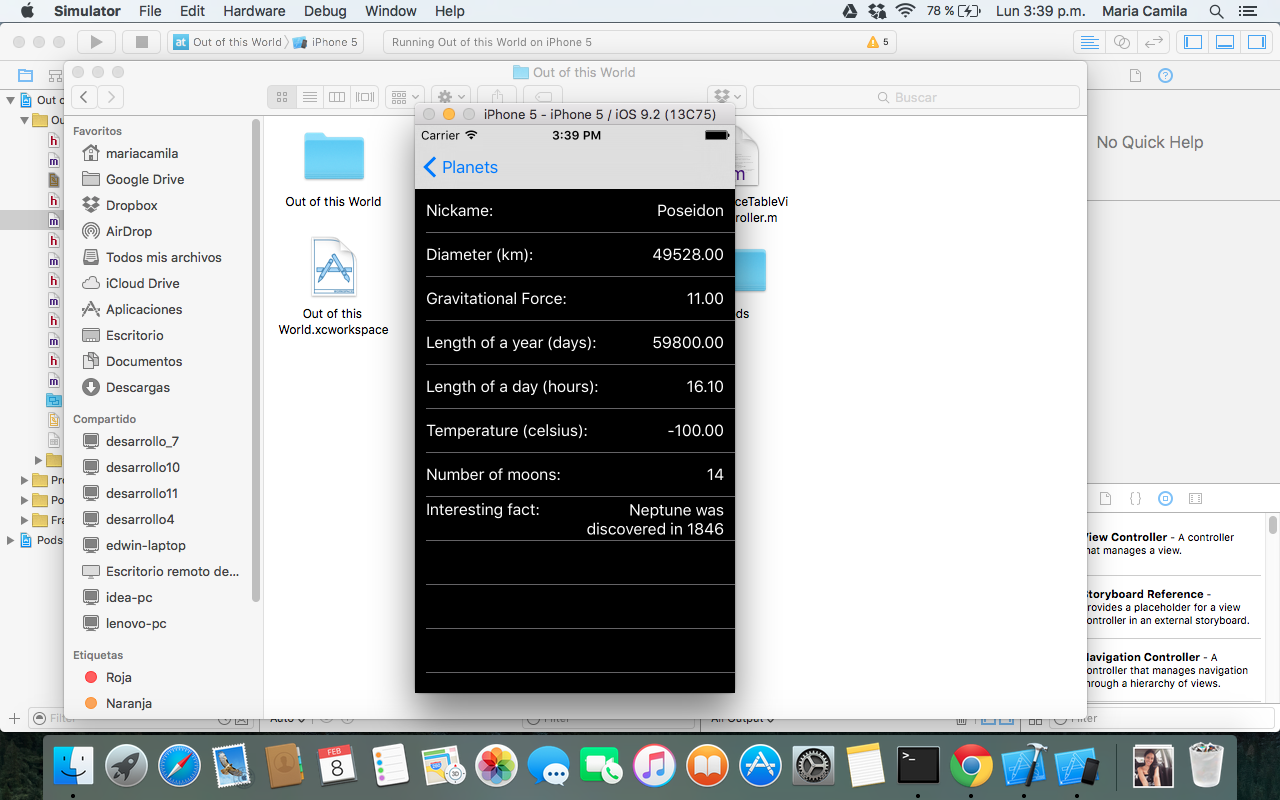 Simulator File Edit Hardware Debug Window Help 78 % Lun 3:39 p.m. Maria Camila
Out of this World iPhone 5 Running Out of this World on iPhone 5 5
Out of this World
Buscar
iPhone 5 - iPhone 5 / iOS 9.2 (13C75)
Favoritos
mariacamila
Google Drive
Dropbox
AirDrop
Todos mis archivos
iCloud Drive
Aplicaciones
Escritorio
Documentos
Descargas
Compartido
desarrollo_7
desarrollo10
desarrollo11
desarrollo4
edwin-laptop
Escritorio remoto de...
idea-pc
lenovo-pc
Etiquetas
Roja
Naranja
Out of this World
Out of this
World.xcworkspace
Carrier 3:39 PM
Planets
Nickame: Poseidon
Diameter (km): 49528.00
Gravitational Force: 11.00
Length of a year (days): 59800.00
Length of a day (hours): 16.10
Temperature (celsius): -100.00
Number of moons: 14
Interesting fact: Neptune was
discovered in 1846
ceTableVi
roller.m
ds
Out o
Ou
h
m
h
m
h
m
h
m
h
m
h
m
Pro
Po
Fra
Pods
Filter
Auto
Filter
All Output
Filter
No Quick Help
View Controller - A controller
that manages a view.
Storyboard Reference -
Provides a placeholder for a view
controller in an external storyboard.
Navigation Controller - A
controller that manages navigation
through a hierarchy of views.
FEB
8